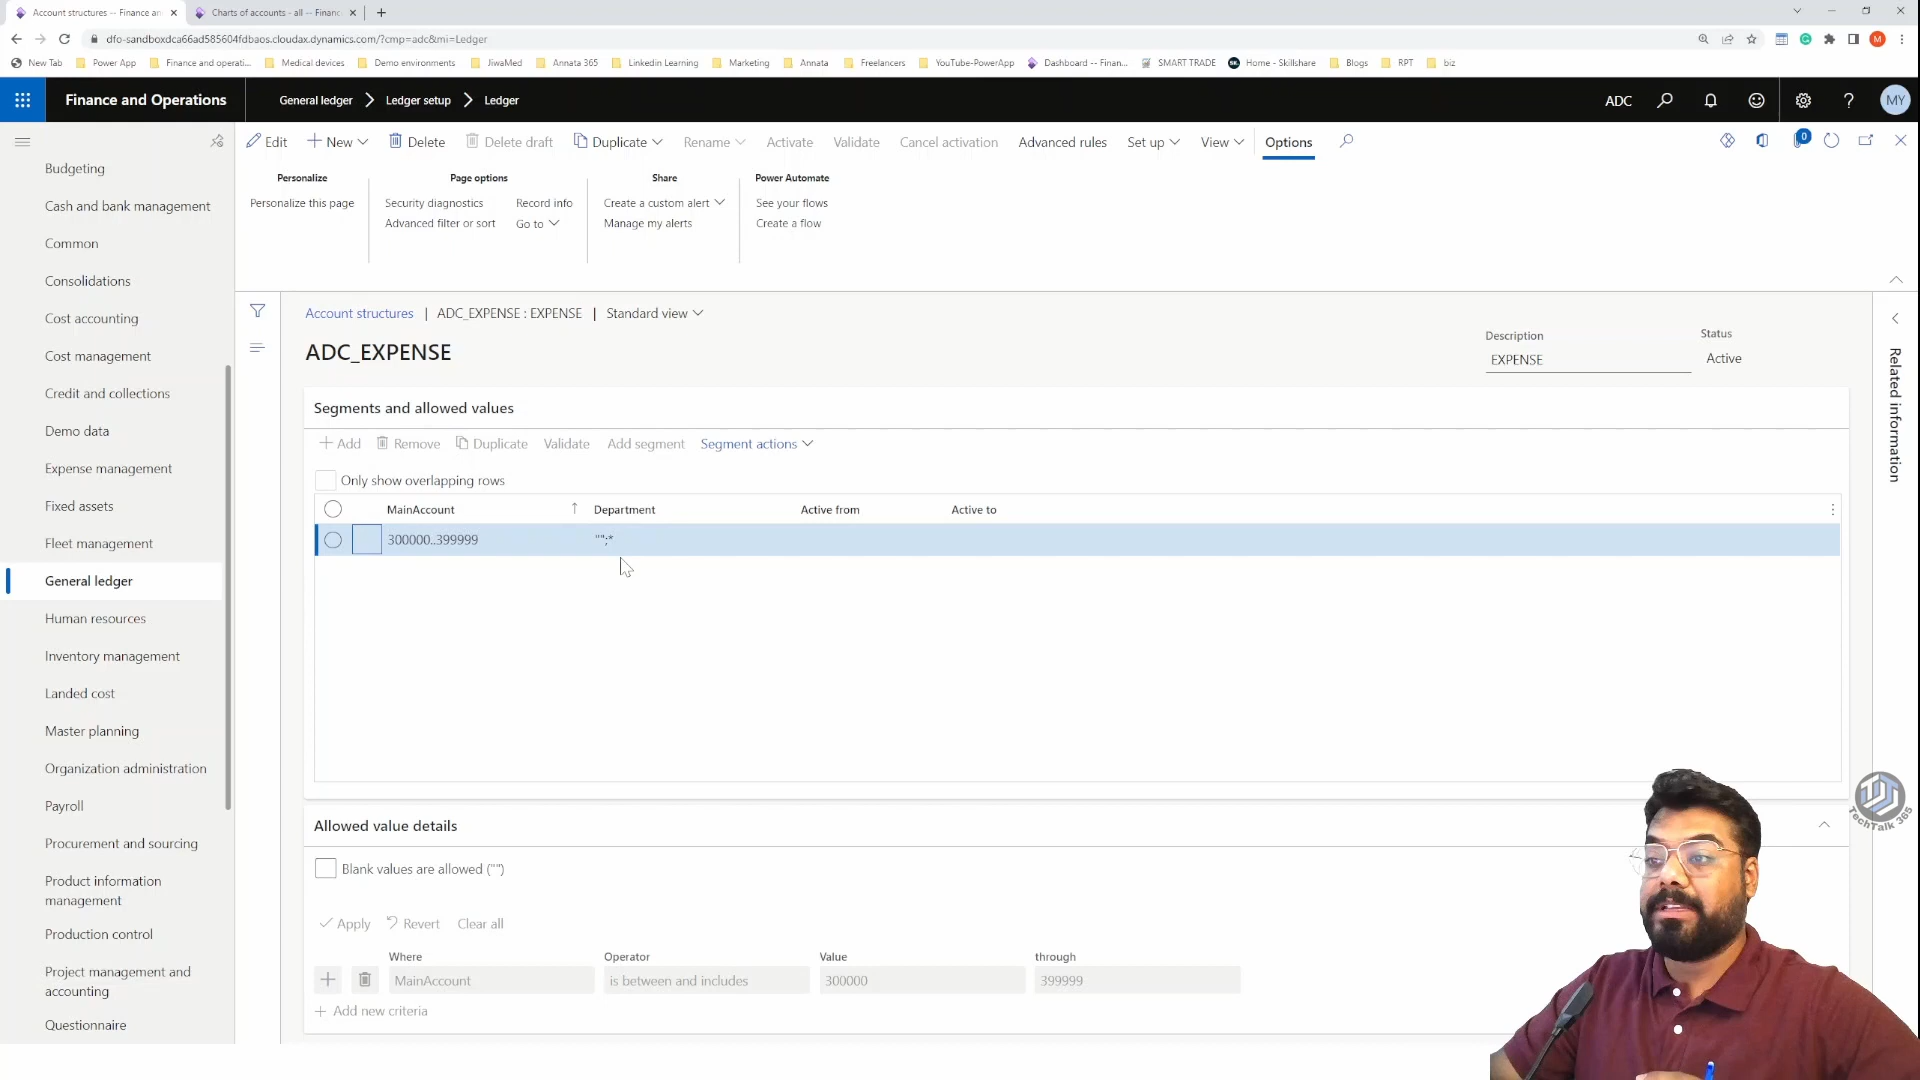 Account structures -- Finance an
Charts of accounts - all -- Financ
dfo-sandboxdca66ad585604fdbaos.cloudax.dynamics.com/?cmp=adc&mi=Ledger
New Tab
Power App
Finance and operati...
Medical devices
Demo environments
JiwaMed
Annata 365
Linkedin Learning
Marketing
Annata
Freelancers
YouTube-PowerApp
Dashboard -- Finan...
SMART TRADE
Home - Skillshare
Blogs
RPT
biz
Finance and Operations
General ledger
Ledger setup
Ledger
ADC
MY
Edit
New
Delete
Delete draft
Duplicate
Rename
Activate
Validate
Cancel activation
Advanced rules
Set up
View
Options
0
Personalize
Personalize this page
Page options
Security diagnostics
Advanced filter or sort
Record info
Go to
Share
Create a custom alert
Manage my alerts
Power Automate
See your flows
Create a flow
Budgeting
Cash and bank management
Common
Consolidations
Cost accounting
Cost management
Credit and collections
Demo data
Expense management
Fixed assets
Fleet management
General ledger
Human resources
Inventory management
Landed cost
Master planning
Organization administration
Payroll
Procurement and sourcing
Product information
management
Production control
Project management and
accounting
Questionnaire
Account structures | ADC_EXPENSE : EXPENSE | Standard view
ADC_EXPENSE
Description
EXPENSE
Status
Active
Related information
Segments and allowed values
Add
Remove
Duplicate
Validate
Add segment
Segment actions
Only show overlapping rows
MainAccount
Department
Active from
Active to
300000..399999
"";*
Allowed value details
Blank values are allowed ("")
Apply
Revert
Clear all
Where
Operator
Value
through
MainAccount
is between and includes
300000
399999
Add new criteria
TechTalk 365